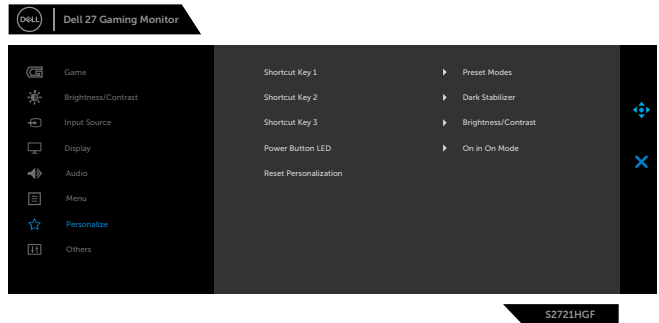 DELL Dell 27 Gaming Monitor
Game Shortcut Key 1 Preset Modes
Brightness/Contrast Shortcut Key 2 Dark Stabilizer
Input Source Shortcut Key 3 Brightness/Contrast
Display Power Button LED On in On Mode
Audio Reset Personalization
Menu
Personalize
Others
S2721HGF